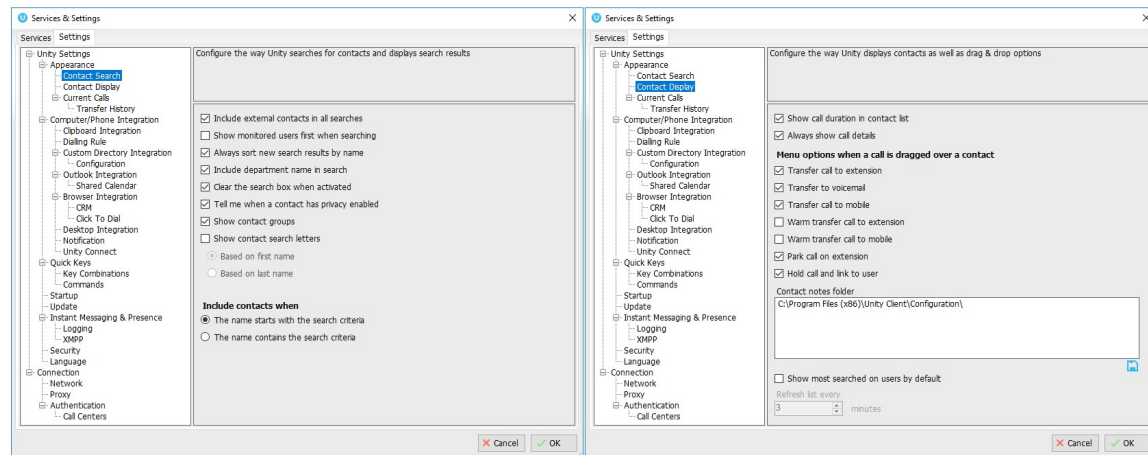 Services & Settings
Services Settings
Unity Settings
Appearance
Contact Search
Contact Display
Current Calls
Transfer History
Computer/Phone Integration
Clipboard Integration
Dialling Rule
Custom Directory Integration
Configuration
Outlook Integration
Shared Calendar
Browser Integration
CRM
Click To Dial
Desktop Integration
Notification
Unity Connect
Quick Keys
Key Combinations
Commands
Startup
Update
Instant Messaging & Presence
Logging
XMPP
Security
Language
Connection
Network
Proxy
Authentication
Call Centers
Configure the way Unity searches for contacts and displays search results
Include external contacts in all searches
Show monitored users first when searching
Always sort new search results by name
Include department name in search
Clear the search box when activated
Tell me when a contact has privacy enabled
Show contact groups
Show contact search letters
Based on first name
Based on last name
Include contacts when
The name starts with the search criteria
The name contains the search criteria
Cancel OK
Services & Settings
Services Settings
Unity Settings
Appearance
Contact Search
Contact Display
Current Calls
Transfer History
Computer/Phone Integration
Clipboard Integration
Dialling Rule
Custom Directory Integration
Configuration
Outlook Integration
Shared Calendar
Browser Integration
CRM
Click To Dial
Desktop Integration
Notification
Unity Connect
Quick Keys
Key Combinations
Commands
Startup
Update
Instant Messaging & Presence
Logging
XMPP
Security
Language
Connection
Network
Proxy
Authentication
Call Centers
Configure the way Unity displays contacts as well as drag & drop options
Show call duration in contact list
Always show call details
Menu options when a call is dragged over a contact
Transfer call to extension
Transfer to voicemail
Transfer call to mobile
Warm transfer call to extension
Warm transfer call to mobile
Park call on extension
Hold call and link to user
Contact notes folder
C:\Program Files (x86)\Unity Client\Configuration\
Show most searched on users by default
Refresh list every
3 minutes
Cancel OK